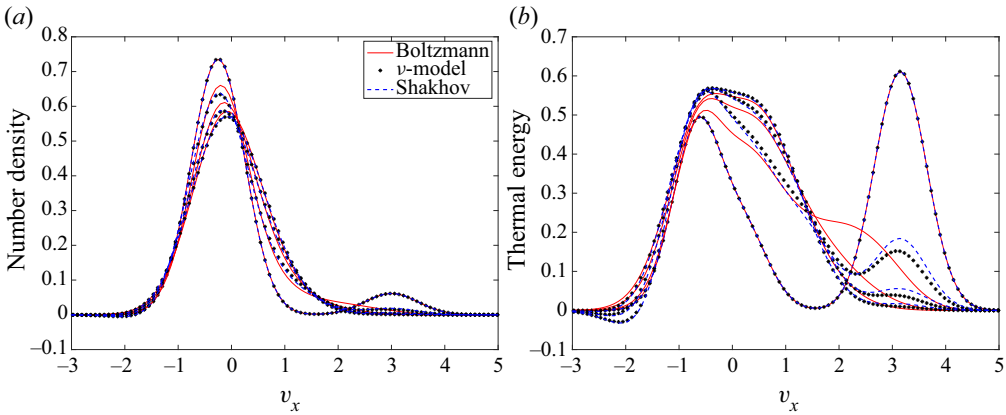 (a)
0.8
0.7
0.6
0.5
0.4
0.3
0.2
0.1
0
–0.1
Number density
–3 –2 –1 0 1 2 3 4 5
v_x
Boltzmann
ν-model
Shakhov
(b)
0.7
0.6
0.5
0.4
0.3
0.2
0.1
0
–0.1
Thermal energy
–3 –2 –1 0 1 2 3 4 5
v_x